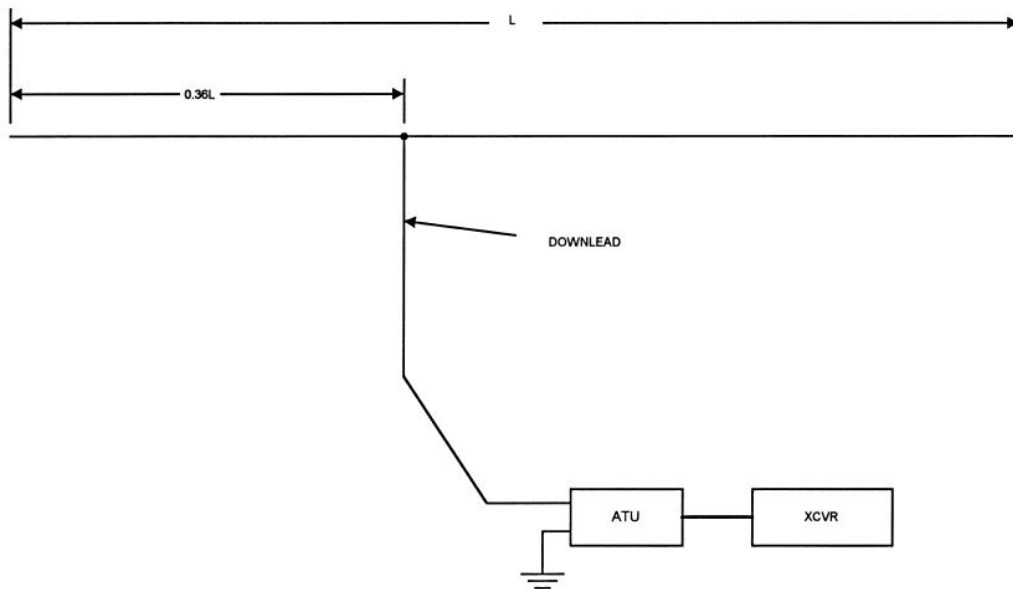 L
0.36L
DOWNLEAD
ATU
XCVR